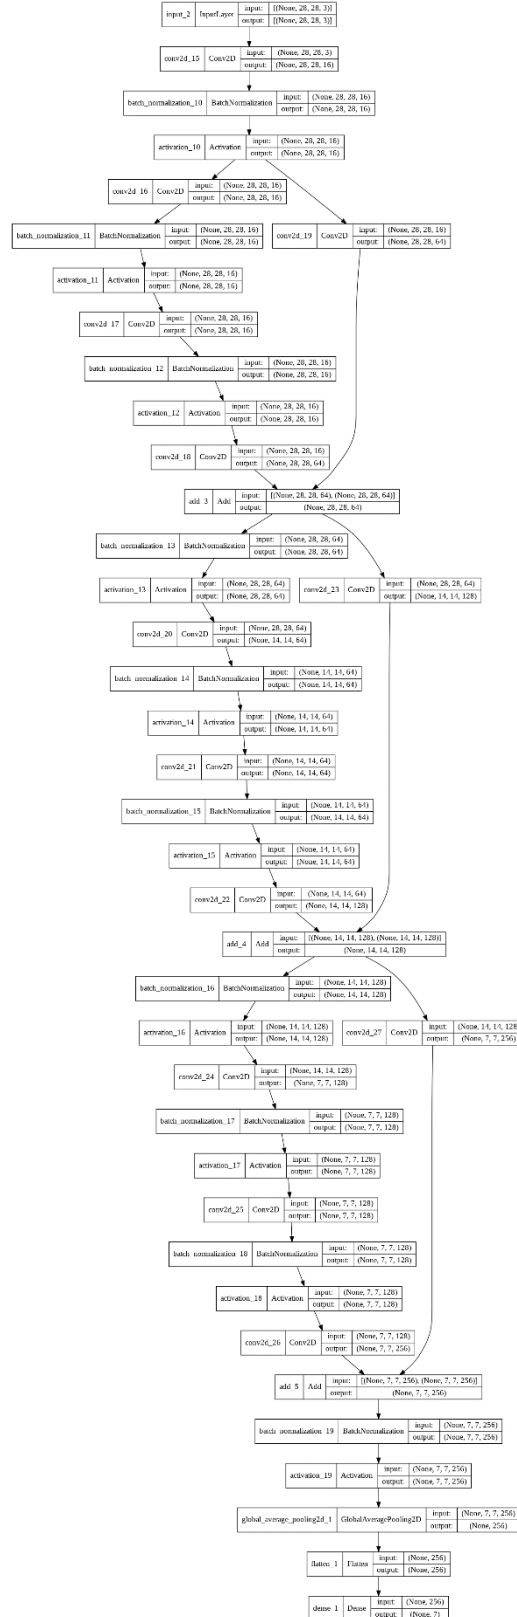 input_2 InputLayer input: [(None, 28, 28, 3)]
output: [(None, 28, 28, 3)]
conv2d_15 Conv2D input: (None, 28, 28, 3)
output: (None, 28, 28, 16)
batch_normalization_10 BatchNormalization input: (None, 28, 28, 16)
output: (None, 28, 28, 16)
activation_10 Activation input: (None, 28, 28, 16)
output: (None, 28, 28, 16)
conv2d_16 Conv2D input: (None, 28, 28, 16)
output: (None, 28, 28, 16)
batch_normalization_11 BatchNormalization input: (None, 28, 28, 16)
output: (None, 28, 28, 16)
conv2d_19 Conv2D input: (None, 28, 28, 16)
output: (None, 28, 28, 64)
activation_11 Activation input: (None, 28, 28, 16)
output: (None, 28, 28, 16)
conv2d_17 Conv2D input: (None, 28, 28, 16)
output: (None, 28, 28, 16)
batch_normalization_12 BatchNormalization input: (None, 28, 28, 16)
output: (None, 28, 28, 16)
activation_12 Activation input: (None, 28, 28, 16)
output: (None, 28, 28, 16)
conv2d_18 Conv2D input: (None, 28, 28, 16)
output: (None, 28, 28, 64)
add_3 Add input: [(None, 28, 28, 64), (None, 28, 28, 64)]
output: (None, 28, 28, 64)
batch_normalization_13 BatchNormalization input: (None, 28, 28, 64)
output: (None, 28, 28, 64)
activation_13 Activation input: (None, 28, 28, 64)
output: (None, 28, 28, 64)
conv2d_23 Conv2D input: (None, 28, 28, 64)
output: (None, 14, 14, 128)
conv2d_20 Conv2D input: (None, 28, 28, 64)
output: (None, 14, 14, 64)
batch_normalization_14 BatchNormalization input: (None, 14, 14, 64)
output: (None, 14, 14, 64)
activation_14 Activation input: (None, 14, 14, 64)
output: (None, 14, 14, 64)
conv2d_21 Conv2D input: (None, 14, 14, 64)
output: (None, 14, 14, 64)
batch_normalization_15 BatchNormalization input: (None, 14, 14, 64)
output: (None, 14, 14, 64)
activation_15 Activation input: (None, 14, 14, 64)
output: (None, 14, 14, 64)
conv2d_22 Conv2D input: (None, 14, 14, 64)
output: (None, 14, 14, 128)
add_4 Add input: [(None, 14, 14, 128), (None, 14, 14, 128)]
output: (None, 14, 14, 128)
batch_normalization_16 BatchNormalization input: (None, 14, 14, 128)
output: (None, 14, 14, 128)
activation_16 Activation input: (None, 14, 14, 128)
output: (None, 14, 14, 128)
conv2d_27 Conv2D input: (None, 14, 14, 128
output: (None, 7, 7, 256)
conv2d_24 Conv2D input: (None, 14, 14, 128)
output: (None, 7, 7, 128)
batch_normalization_17 BatchNormalization input: (None, 7, 7, 128)
output: (None, 7, 7, 128)
activation_17 Activation input: (None, 7, 7, 128)
output: (None, 7, 7, 128)
conv2d_25 Conv2D input: (None, 7, 7, 128)
output: (None, 7, 7, 128)
batch_normalization_18 BatchNormalization input: (None, 7, 7, 128)
output: (None, 7, 7, 128)
activation_18 Activation input: (None, 7, 7, 128)
output: (None, 7, 7, 128)
conv2d_26 Conv2D input: (None, 7, 7, 128)
output: (None, 7, 7, 256)
add_5 Add input: [(None, 7, 7, 256), (None, 7, 7, 256)]
output: (None, 7, 7, 256)
batch_normalization_19 BatchNormalization input: (None, 7, 7, 256)
output: (None, 7, 7, 256)
activation_19 Activation input: (None, 7, 7, 256)
output: (None, 7, 7, 256)
global_average_pooling2d_1 GlobalAveragePooling2D input: (None, 7, 7, 256)
output: (None, 256)
flatten_1 Flatten input: (None, 256)
output: (None, 256)
dense_1 Dense input: (None, 256)
output: (None, 7)